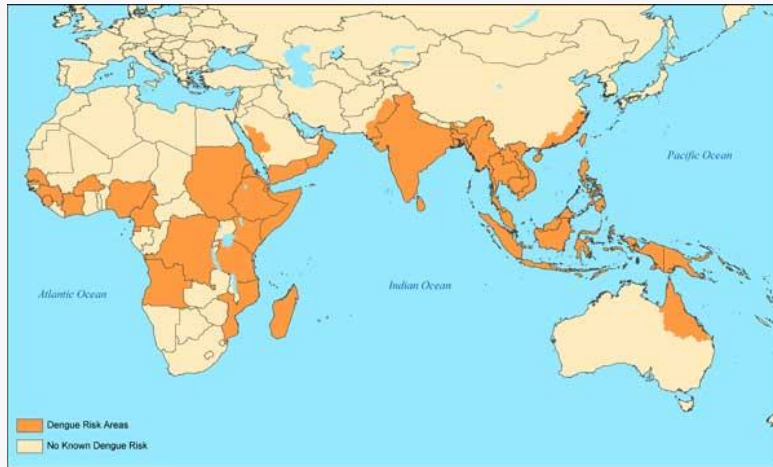 Pacific Ocean
Atlantic Ocean
Indian Ocean
Dengue Risk Areas
No Known Dengue Risk